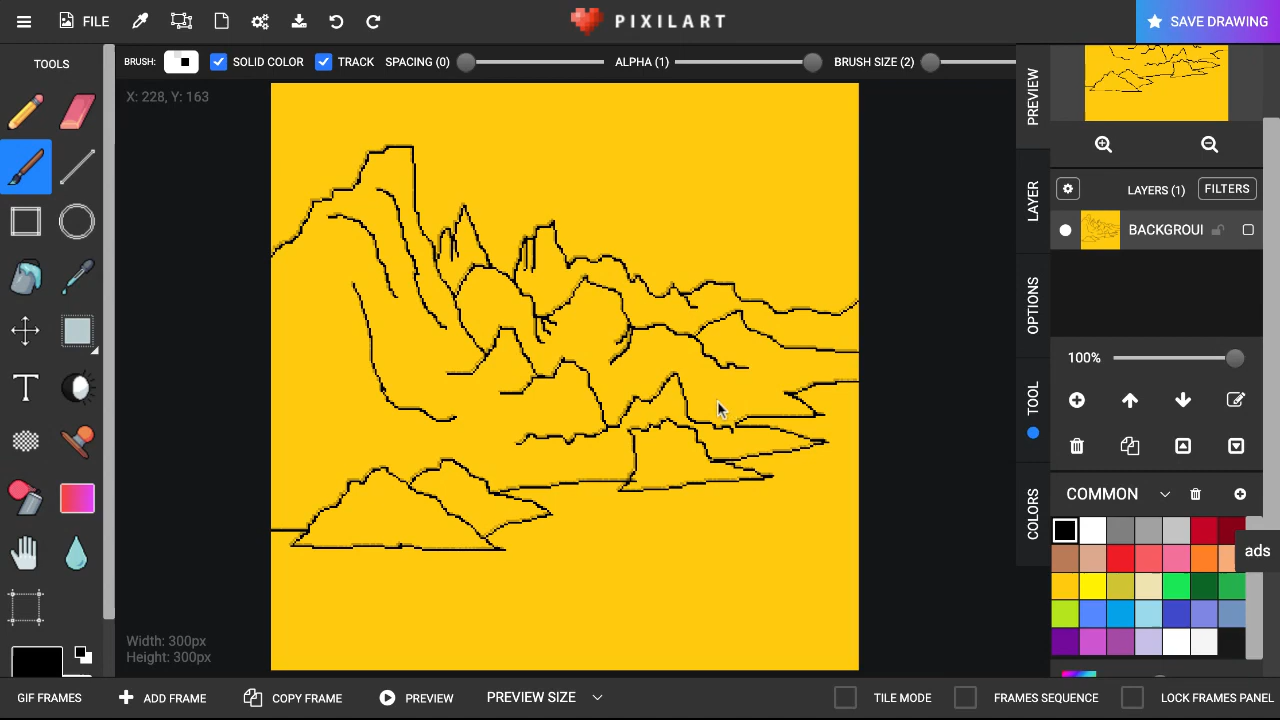 FILE
PIXILART
SAVE DRAWING
TOOLS
BRUSH:
SOLID COLOR
TRACK
SPACING (0)
ALPHA (1)
BRUSH SIZE (2)
X: 228, Y: 163
PREVIEW
LAYER
OPTIONS
TOOL
COLORS
LAYERS (1)
FILTERS
BACKGROU
100%
COMMON
ads
T
Width: 300px
Height: 300px
GIF FRAMES
ADD FRAME
COPY FRAME
PREVIEW
PREVIEW SIZE
TILE MODE
FRAMES SEQUENCE
LOCK FRAMES PANEL